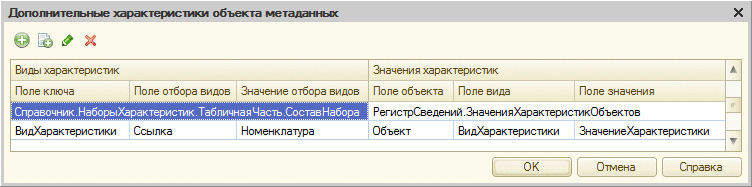 Дополнительные характеристики объекта метаданных
Виды характеристик Значения характеристик
Поле ключа Поле отбора видов Значение отбора видов Поле объекта Поле вида Поле значения
Справочник.НаборыХарактеристик.ТабличнаяЧасть.СоставНабора РегистрСведений.ЗначенияХарактеристикОбъектов
ВидХарактеристики Ссылка Номенклатура Объект ВидХарактеристики ЗначениеХарактеристики
OK Отмена Справка